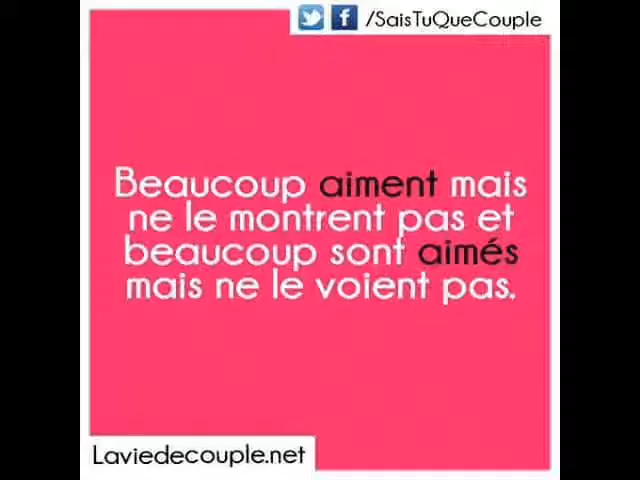 /SaisTuQueCouple
Beaucoup aiment mais
ne le montrent pas et
beaucoup sont aimés
mais ne le voient pas.
Laviedecouple.net